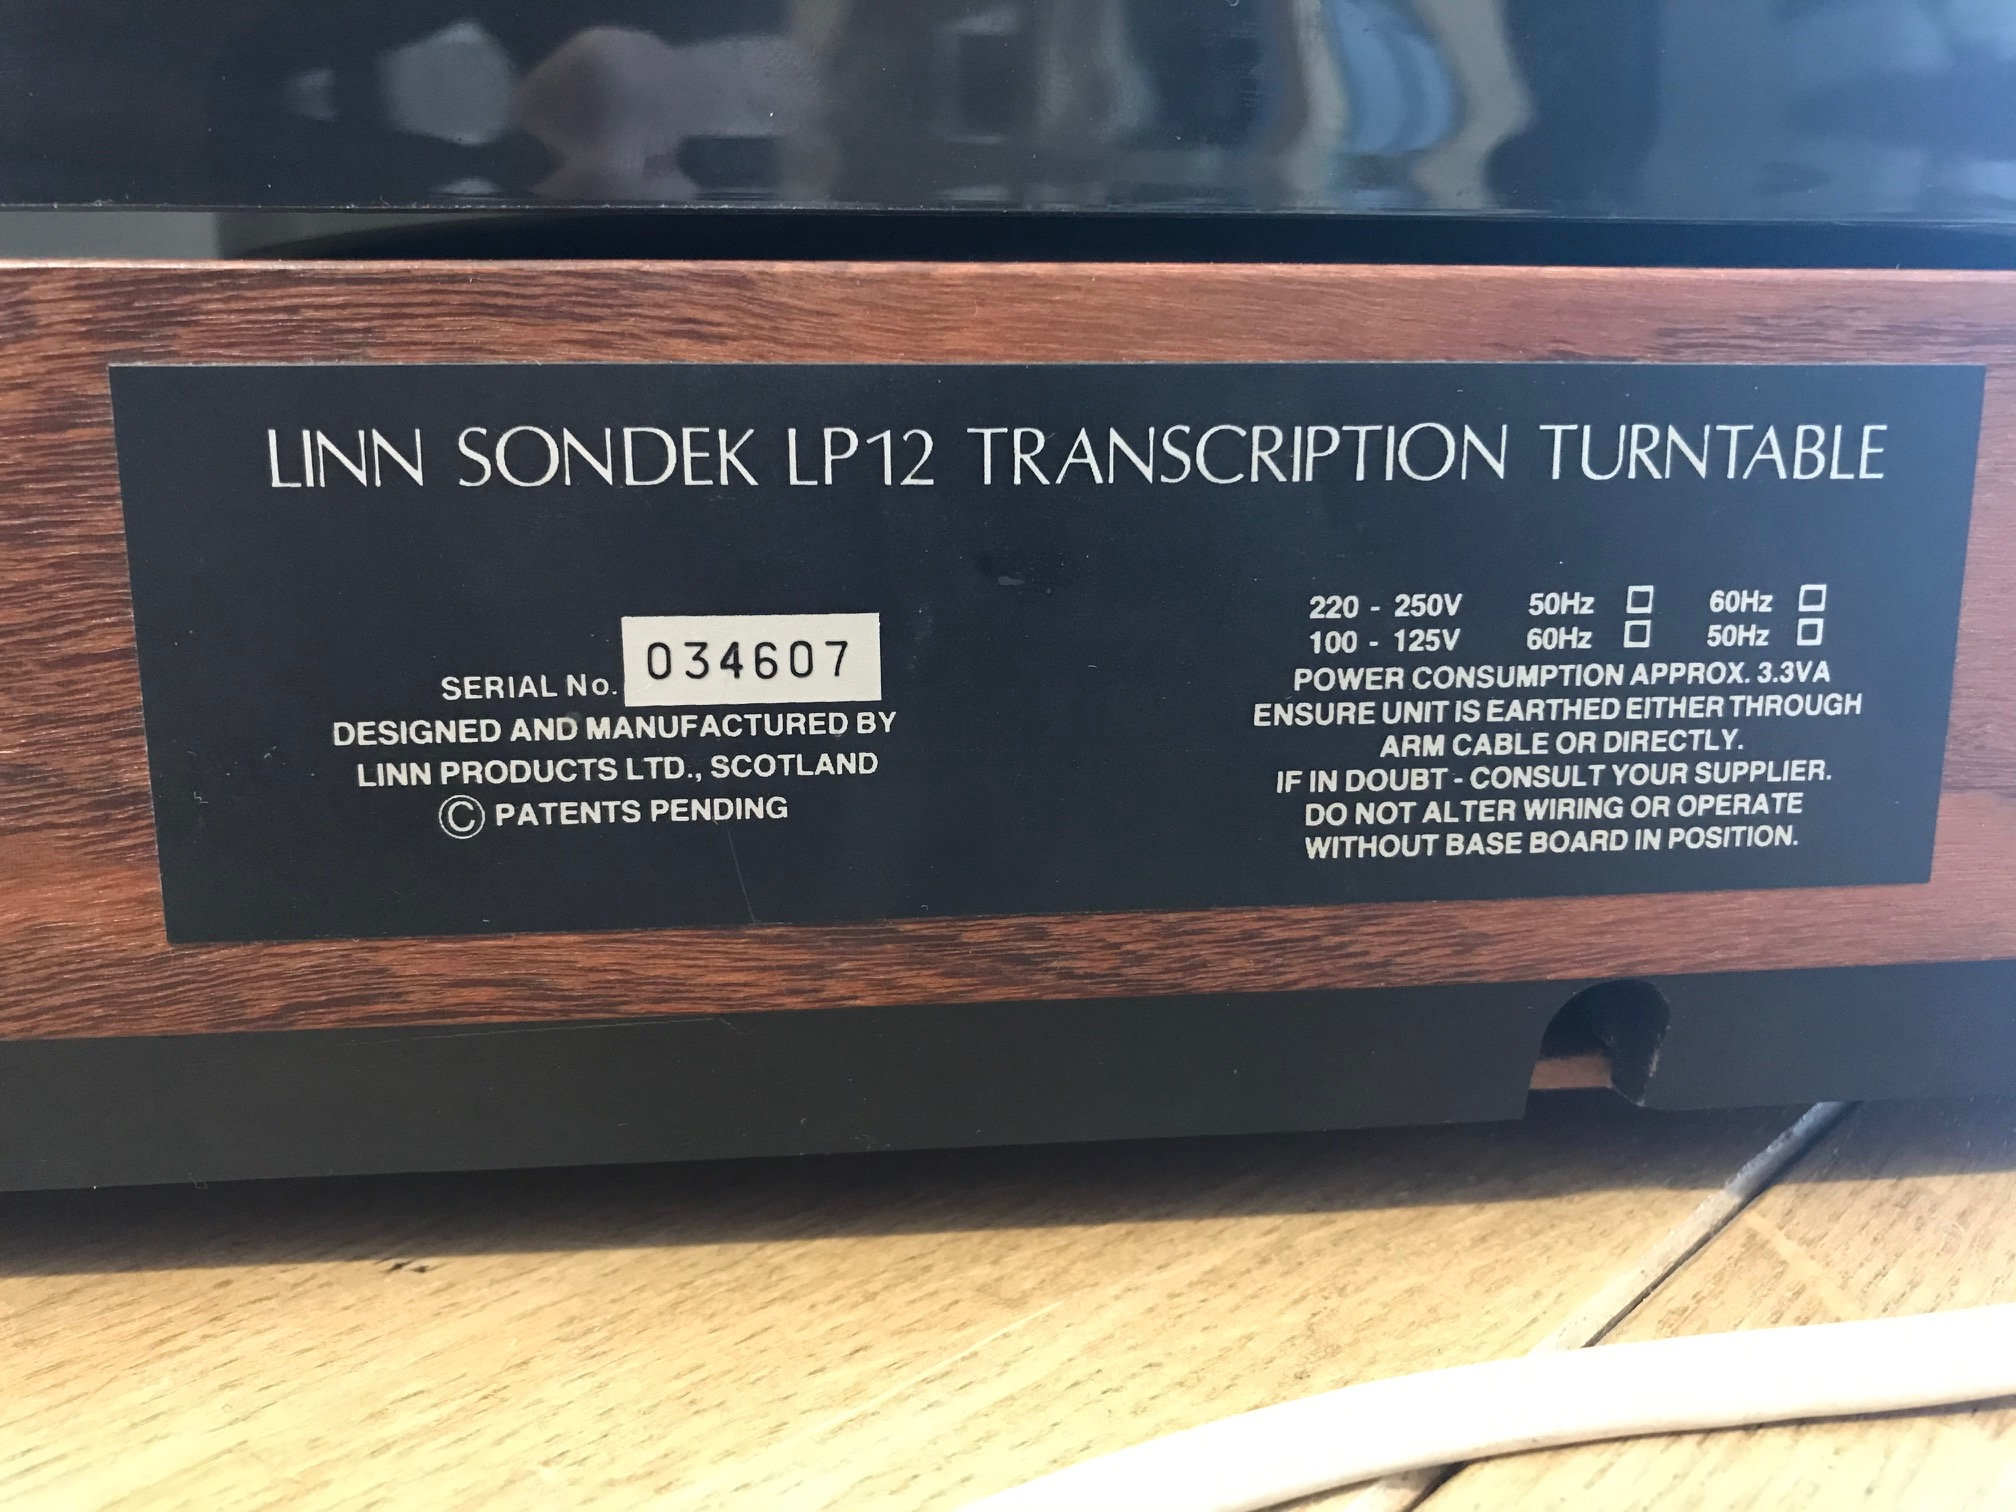 LINN SONDEK LP12 TRANSCRIPTION TURNTABLE
SERIAL No. 034607
DESIGNED AND MANUFACTURED BY
LINN PRODUCTS LTD., SCOTLAND
© PATENTS PENDING
220 - 250V 50Hz ☐ 60Hz ☐
100 - 125V 60Hz ☐ 50Hz ☐
POWER CONSUMPTION APPROX. 3.3VA
ENSURE UNIT IS EARTHED EITHER THROUGH
ARM CABLE OR DIRECTLY.
IF IN DOUBT - CONSULT YOUR SUPPLIER.
DO NOT ALTER WIRING OR OPERATE
WITHOUT BASE BOARD IN POSITION.